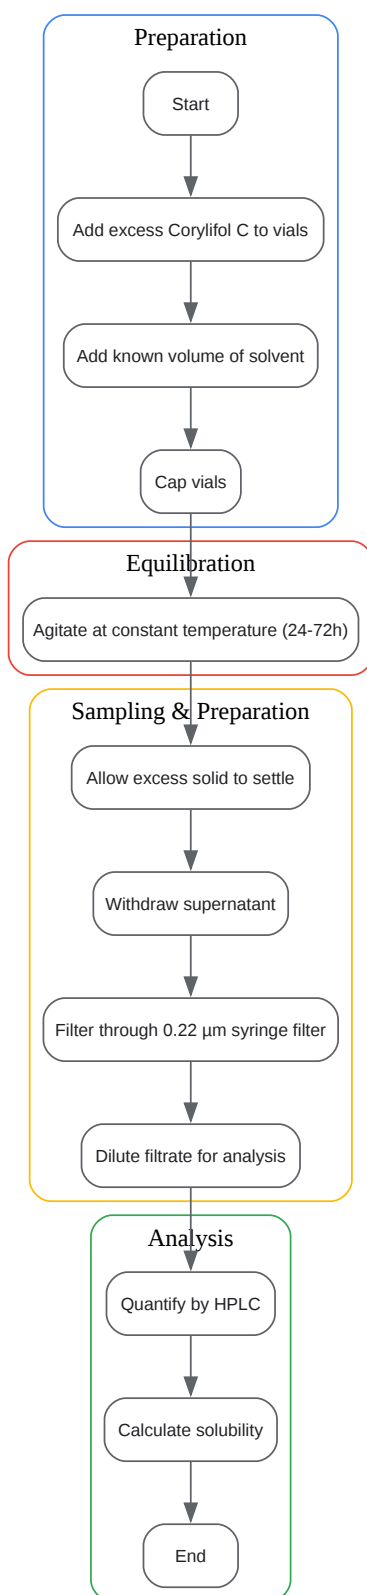 Preparation
Start
Add excess Corylifol C to vials
Add known volume of solvent
Cap vials
Equilibration
Agitate at constant temperature (24-72h)
Sampling & Preparation
Allow excess solid to settle
Withdraw supernatant
Filter through 0.22 µm syringe filter
Dilute filtrate for analysis
Analysis
Quantify by HPLC
Calculate solubility
End